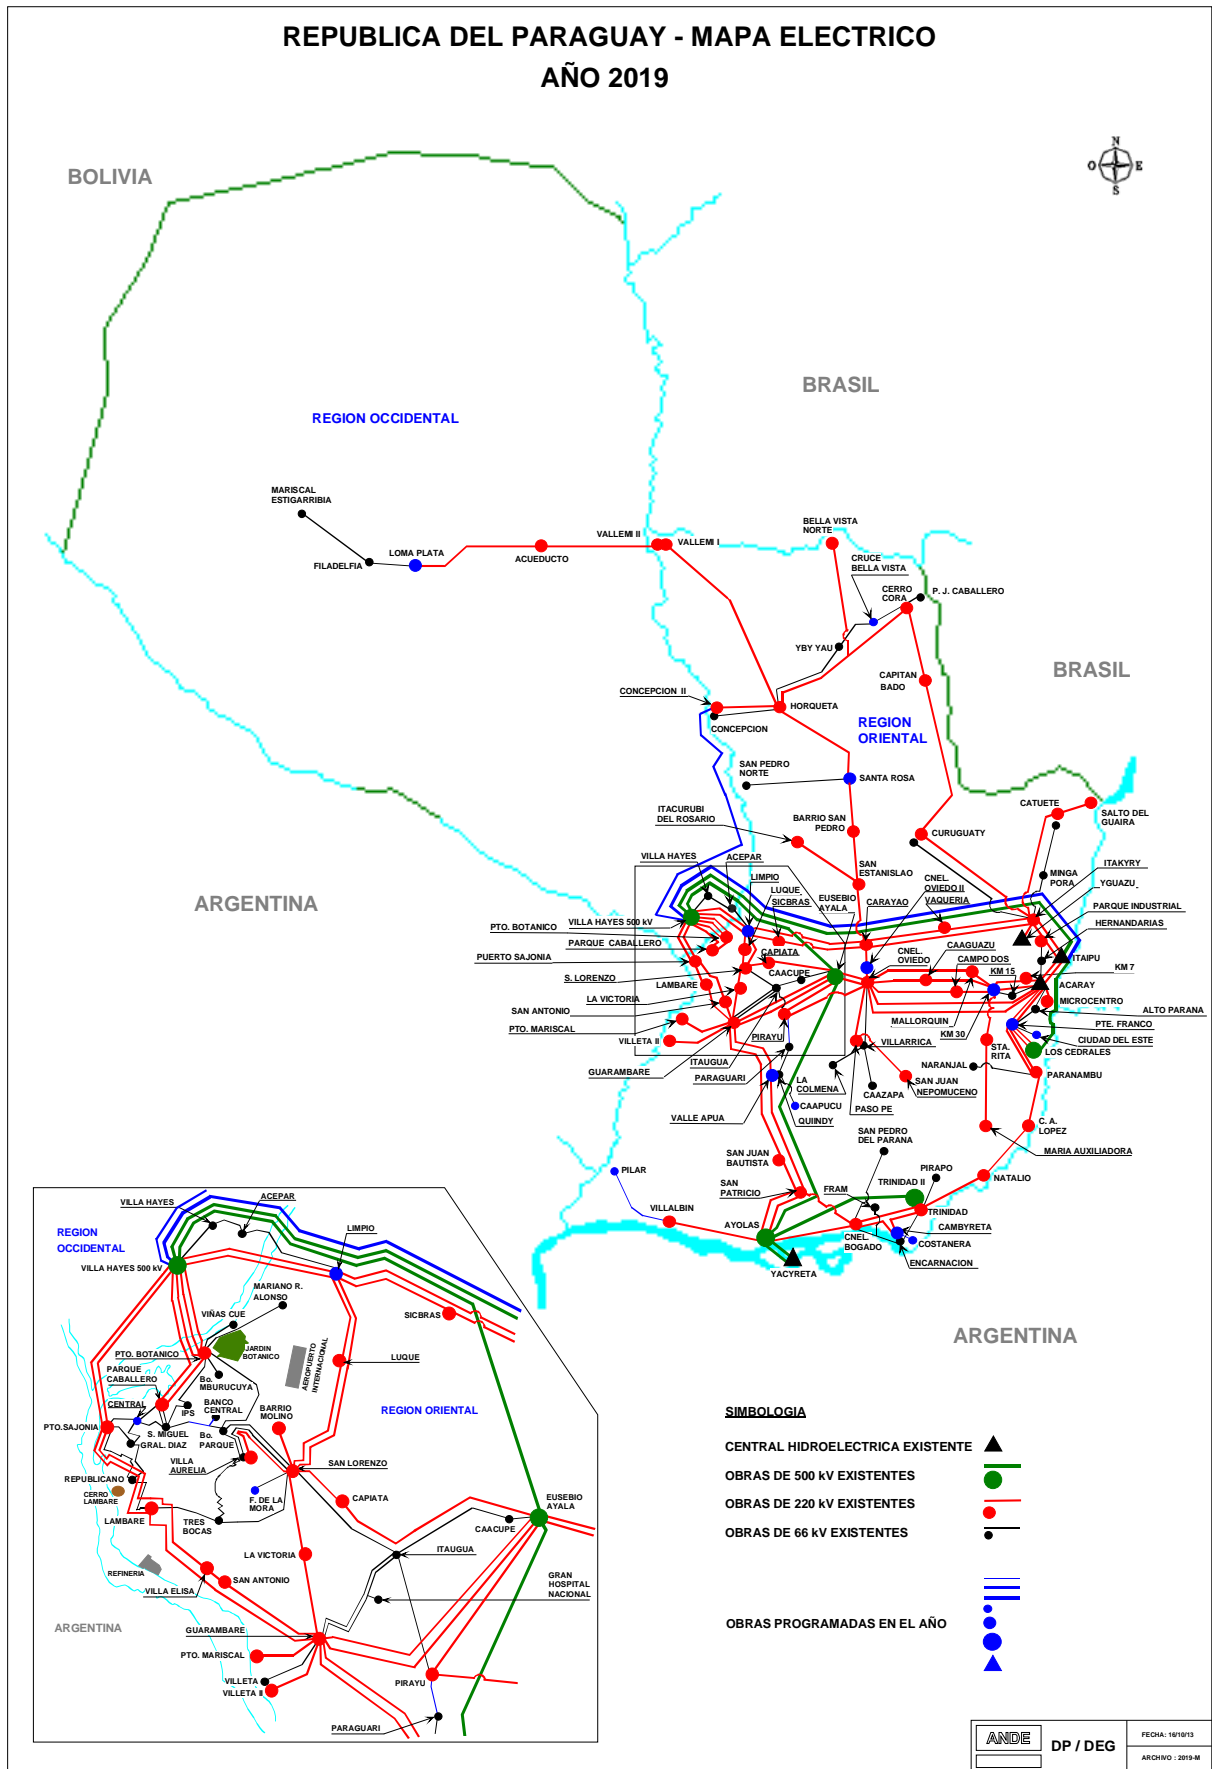 REPUBLICA DEL PARAGUAY - MAPA ELECTRICO
AÑO 2019
BOLIVIA
N
O
E
S
BRASIL
REGION OCCIDENTAL
MARISCAL
ESTIGARRIBIA
FILADELFIA
LOMA PLATA
ACUEDUCTO
VALLEMI II
VALLEMI I
BELLA VISTA
NORTE
CRUCE
BELLA VISTA
CERRO
CORA
P. J. CABALLERO
YBY YAU
BRASIL
CAPITAN
BADO
CONCEPCION II
CONCEPCION
HORQUETA
REGION
ORIENTAL
SAN PEDRO
NORTE
SANTA ROSA
ITACURUBI
DEL ROSARIO
BARRIO SAN
PEDRO
CURUGUATY
CATUETE
SALTO DEL
GUAIRA
VILLA HAYES
ACEPAR
LIMPIO
LUQUE
SICBRAS
EUSEBIO
AYALA
SAN
ESTANISLAO
CARAYAO
CNEL.
OVIEDO II
VAQUERIA
MINGA
PORA
ITAKYRY
YGUAZU
PARQUE INDUSTRIAL
HERNANDARIAS
ITAIPU
KM 7
ARGENTINA
VILLA HAYES 500 kV
PTO. BOTANICO
PARQUE CABALLERO
PUERTO SAJONIA
S. LORENZO
LAMBARE
LA VICTORIA
SAN ANTONIO
PTO. MARISCAL
VILLETA II
CAPIATA
CAACUPE
CNEL.
OVIEDO
CAAGUAZU
CAMPO DOS
KM 15
ACARAY
MICROCENTRO
ALTO PARANA
MALLORQUIN
KM 30
PTE. FRANCO
CIUDAD DEL ESTE
LOS CEDRALES
STA.
RITA
NARANJAL
PARANAMBU
PIRAYU
ITAUGUA
GUARAMBARE
PARAGUARI
VILLARRICA
LA
COLMENA
CAAZAPA
SAN JUAN
NEPOMUCENO
PASO PE
CAAPUCU
QUIINDY
VALLE APUA
C. A.
LOPEZ
MARIA AUXILIADORA
SAN PEDRO
DEL PARANA
SAN JUAN
BAUTISTA
PILAR
SAN
PATRICIO
FRAM
PIRAPO
TRINIDAD II
NATALIO
TRINIDAD
VILLALBIN
AYOLAS
CNEL.
BOGADO
CAMBYRETA
COSTANERA
ENCARNACION
YACYRETA
ARGENTINA
VILLA HAYES
ACEPAR
LIMPIO
REGION
OCCIDENTAL
VILLA HAYES 500 kV
MARIANO R.
ALONSO
VIÑAS CUE
SICBRAS
PTO. BOTANICO
JARDIN
BOTANICO
AEROPUERTO
INTERNACIONAL
LUQUE
PARQUE
CABALLERO
Bo.
MBURUCUYA
CENTRAL
IPS
BANCO
CENTRAL
BARRIO
MOLINO
REGION ORIENTAL
PTO.SAJONIA
S. MIGUEL
GRAL. DIAZ
Bo.
PARQUE
SAN LORENZO
VILLA
AURELIA
REPUBLICANO
CERRO
LAMBARE
F. DE LA
MORA
CAPIATA
EUSEBIO
AYALA
LAMBARE
TRES
BOCAS
CAACUPE
LA VICTORIA
ITAUGUA
REFINERIA
VILLA ELISA
SAN ANTONIO
GRAN
HOSPITAL
NACIONAL
ARGENTINA
GUARAMBARE
PTO. MARISCAL
VILLETA
VILLETA II
PIRAYU
PARAGUARI
SIMBOLOGIA
CENTRAL HIDROELECTRICA EXISTENTE
OBRAS DE 500 kV EXISTENTES
OBRAS DE 220 kV EXISTENTES
OBRAS DE 66 kV EXISTENTES
OBRAS PROGRAMADAS EN EL AÑO
ANDE
DP / DEG
FECHA: 16/10/13
ARCHIVO : 2019-M